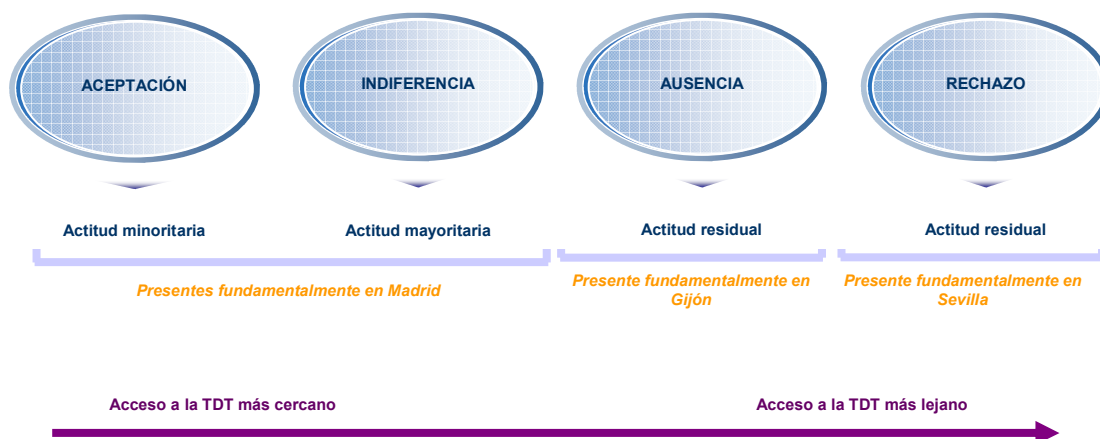 ACEPTACIÓN
INDIFERENCIA
AUSENCIA
RECHAZO
Actitud minoritaria
Actitud mayoritaria
Actitud residual
Actitud residual
Presentes fundamentalmente en Madrid
Presente fundamentalmente en
Gijón
Presente fundamentalmente en
Sevilla
Acceso a la TDT más cercano
Acceso a la TDT más lejano